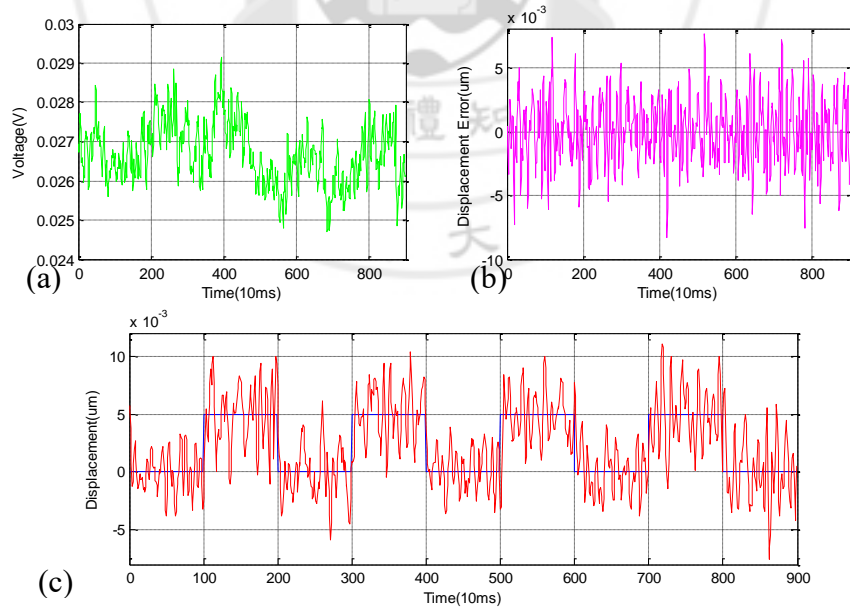 0.03
0.029
0.028
0.027
0.026
0.025
0.024
Voltage(V)
0
200
400
600
800
Time(10ms)
(a)
x 10⁻³
5
0
-5
-10
Displacement Error(um)
0
200
400
600
800
Time(10ms)
(b)
禮 知
大
x 10⁻³
10
5
0
-5
Displacement(um)
0
100
200
300
400
500
600
700
800
900
Time(10ms)
(c)